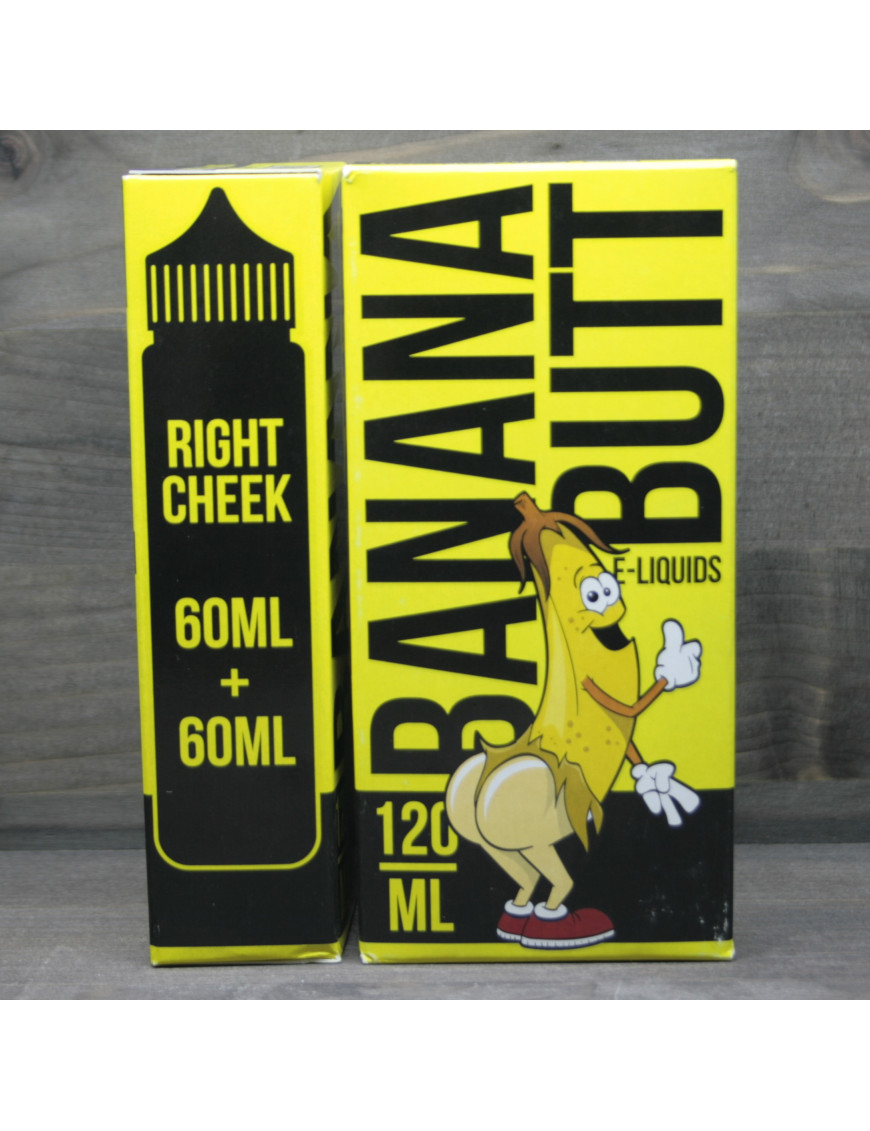 RIGHT
CHEEK
60ML
+
60ML
BANANA
BUTT
E-LIQUIDS
120
ML